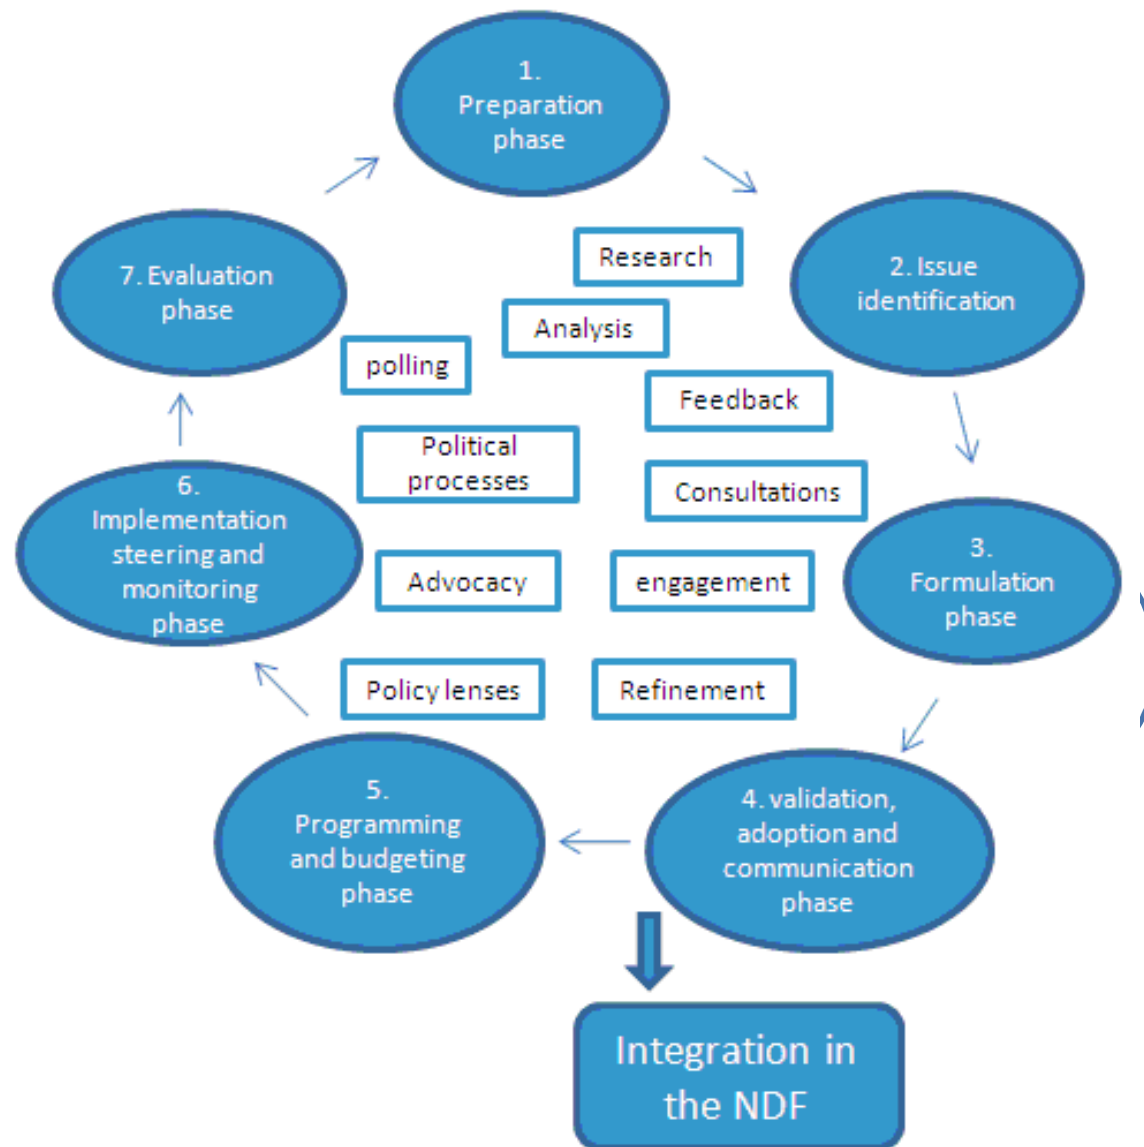 1.
Preparation
phase
2. Issue
identification
3.
Formulation
phase
4. validation,
adoption and
communication
phase
5.
Programming
and budgeting
phase
6.
Implementation
steering and
monitoring
phase
7. Evaluation
phase
Research
Analysis
polling
Feedback
Political
processes
Consultations
Advocacy
engagement
Policy lenses
Refinement
Integration in
the NDF